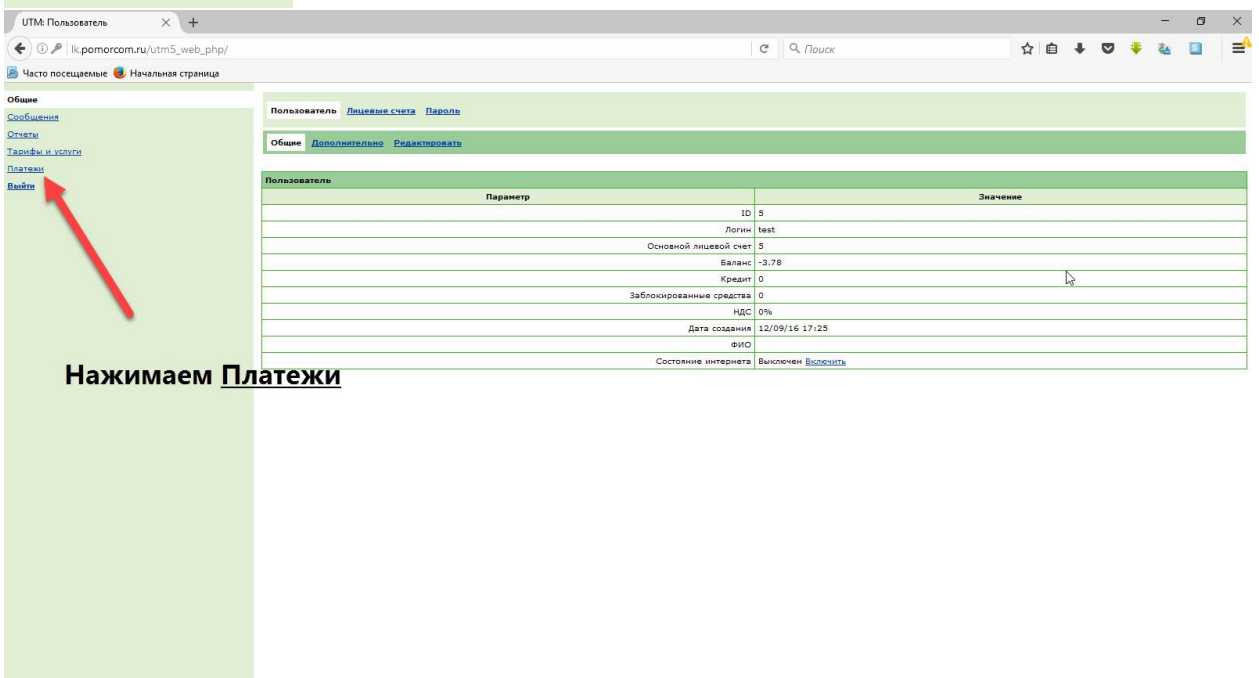 UTM: Пользователь
lk.pomorcom.ru/utm5_web_php/
Поиск
Часто посещаемые Начальная страница
Общие
Сообщения
Отчеты
Тарифы и услуги
Платежи
Выйти
Пользователь Лицевые счета Пароль
Общие Дополнительно Редактировать
Пользователь
Параметр Значение
ID 5
Логин test
Основной лицевой счет 5
Баланс -3.78
Кредит 0
Заблокированные средства 0
НДС 0%
Дата создания 12/09/16 17:25
ФИО
Состояние интернета Выключен Включить
Нажимаем Платежи